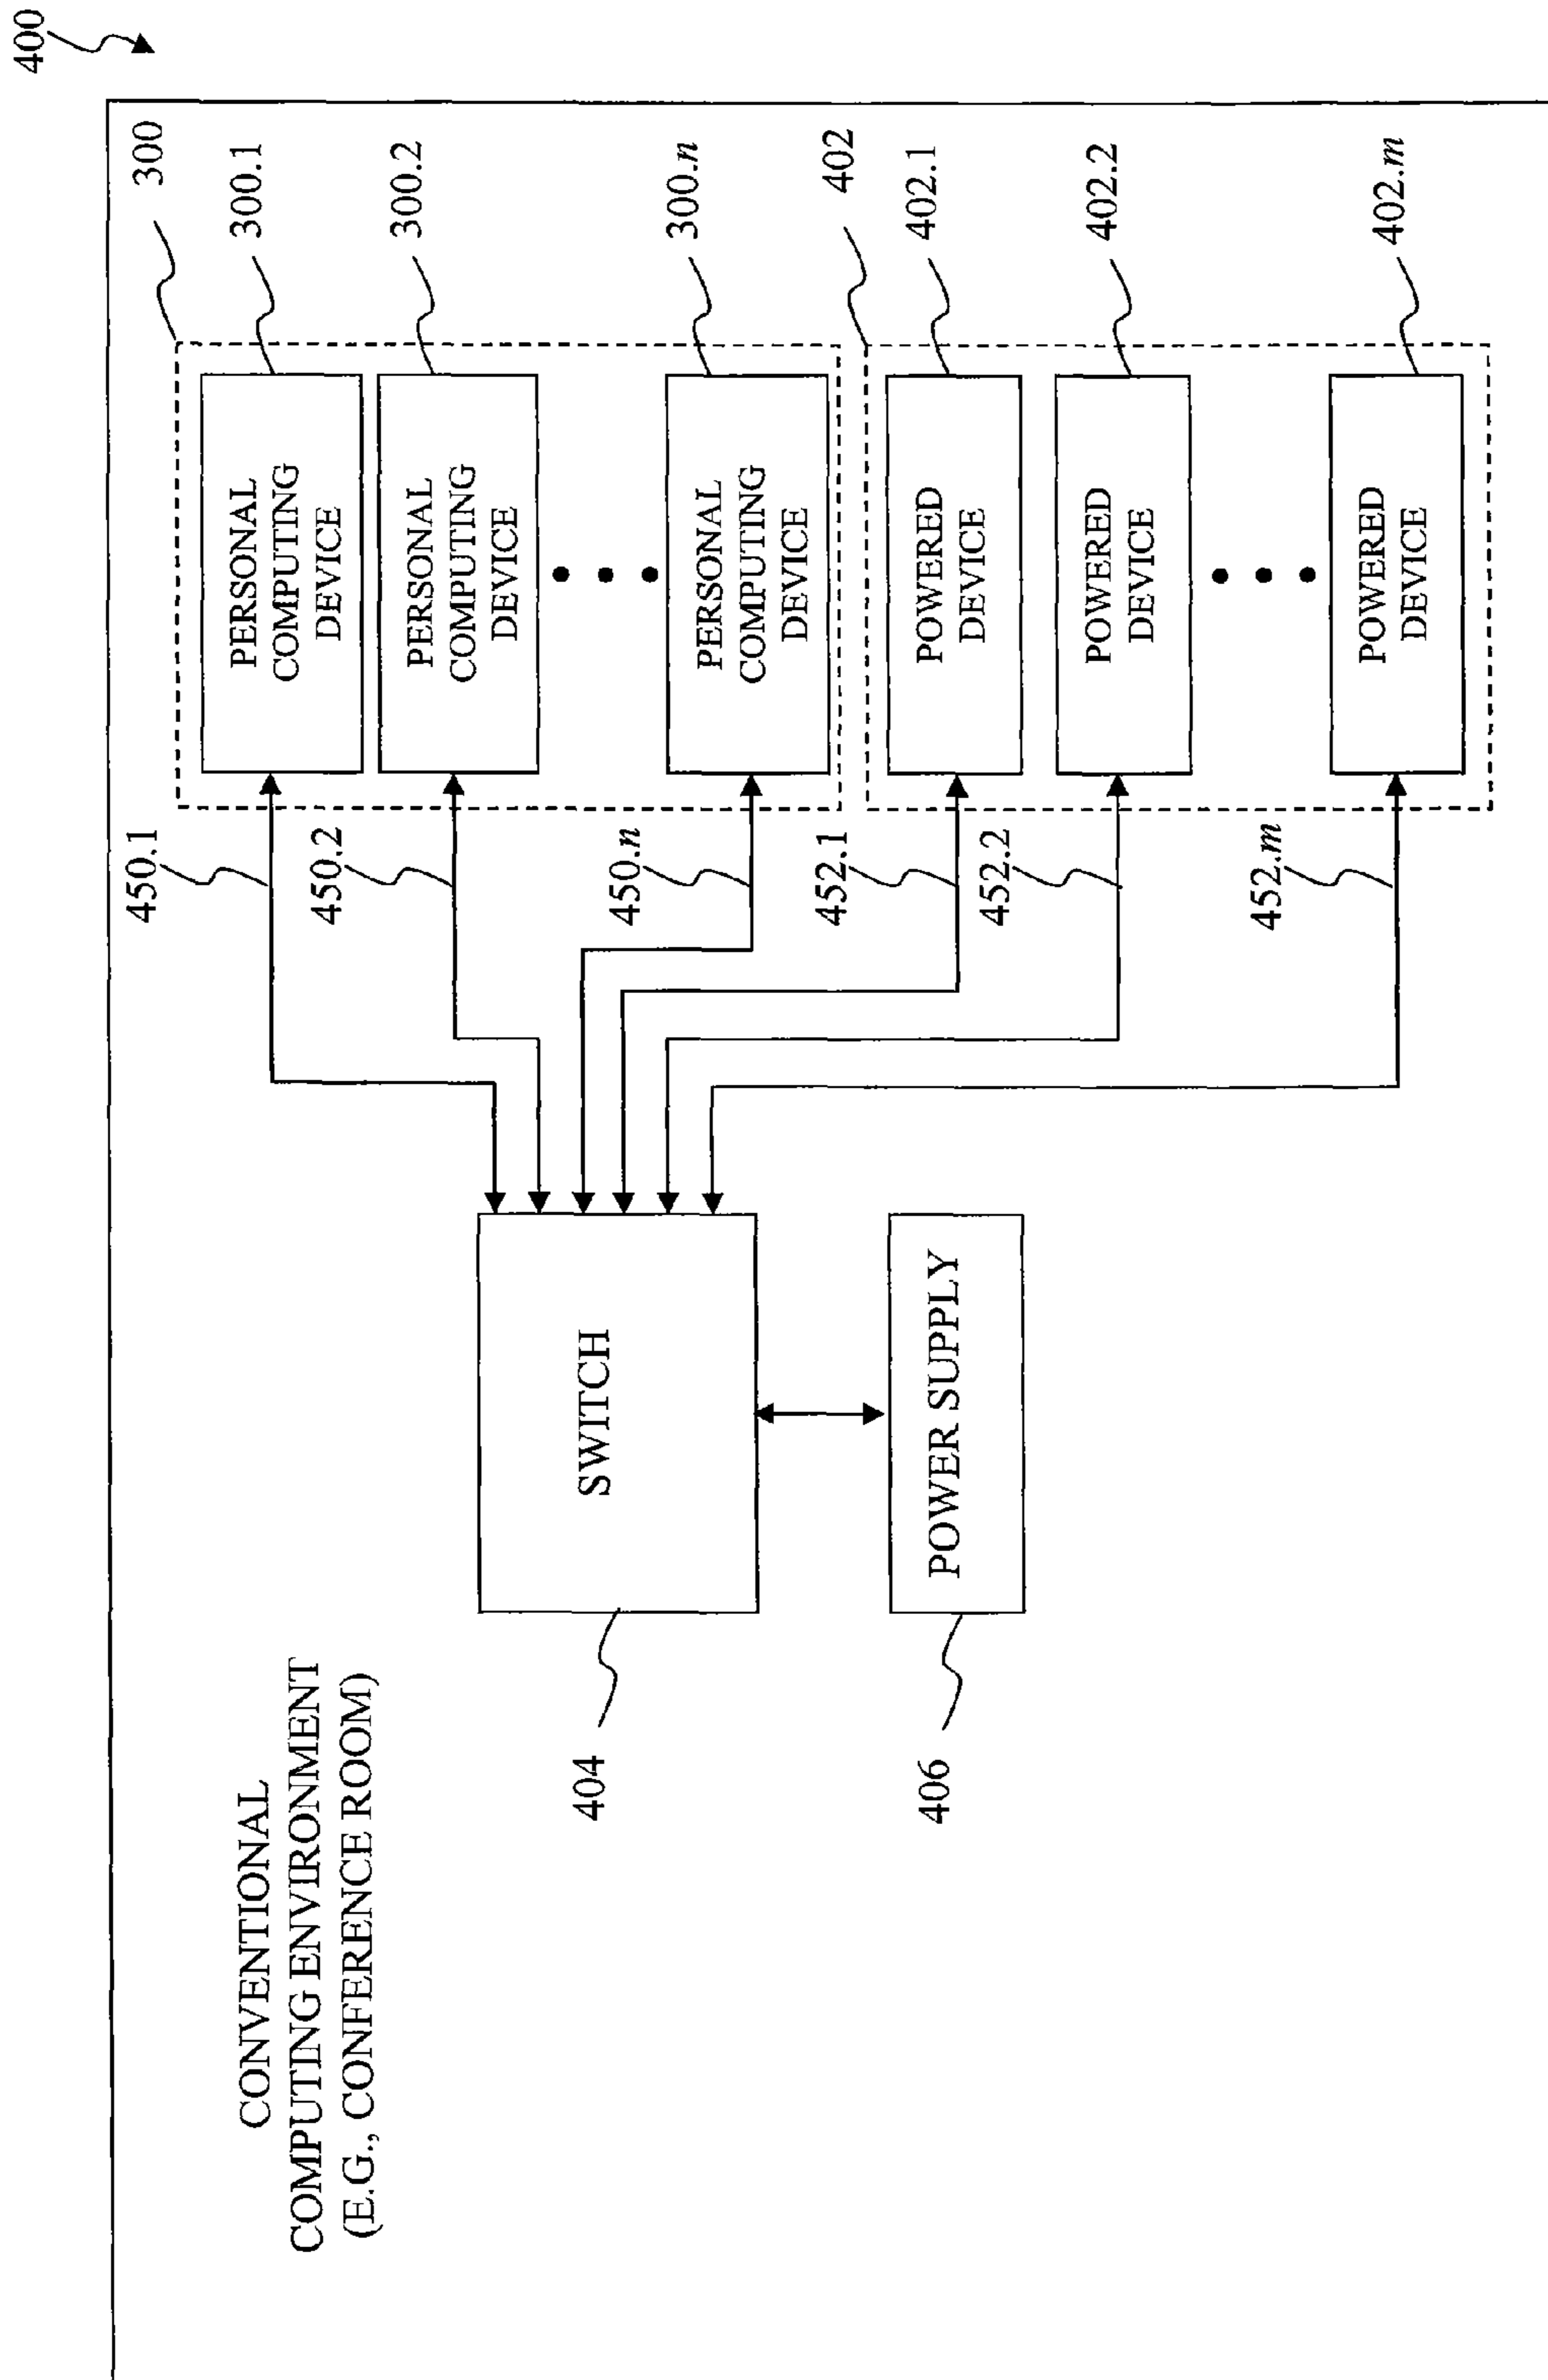 400
CONVENTIONAL
COMPUTING ENVIRONMENT
(E.G., CONFERENCE ROOM)
300
450.1
PERSONAL
COMPUTING
DEVICE
300.1
450.2
PERSONAL
COMPUTING
DEVICE
300.2
404
SWITCH
450.n
PERSONAL
COMPUTING
DEVICE
300.n
402
452.1
POWERED
DEVICE
402.1
406
POWER SUPPLY
452.2
POWERED
DEVICE
402.2
452.m
POWERED
DEVICE
402.m